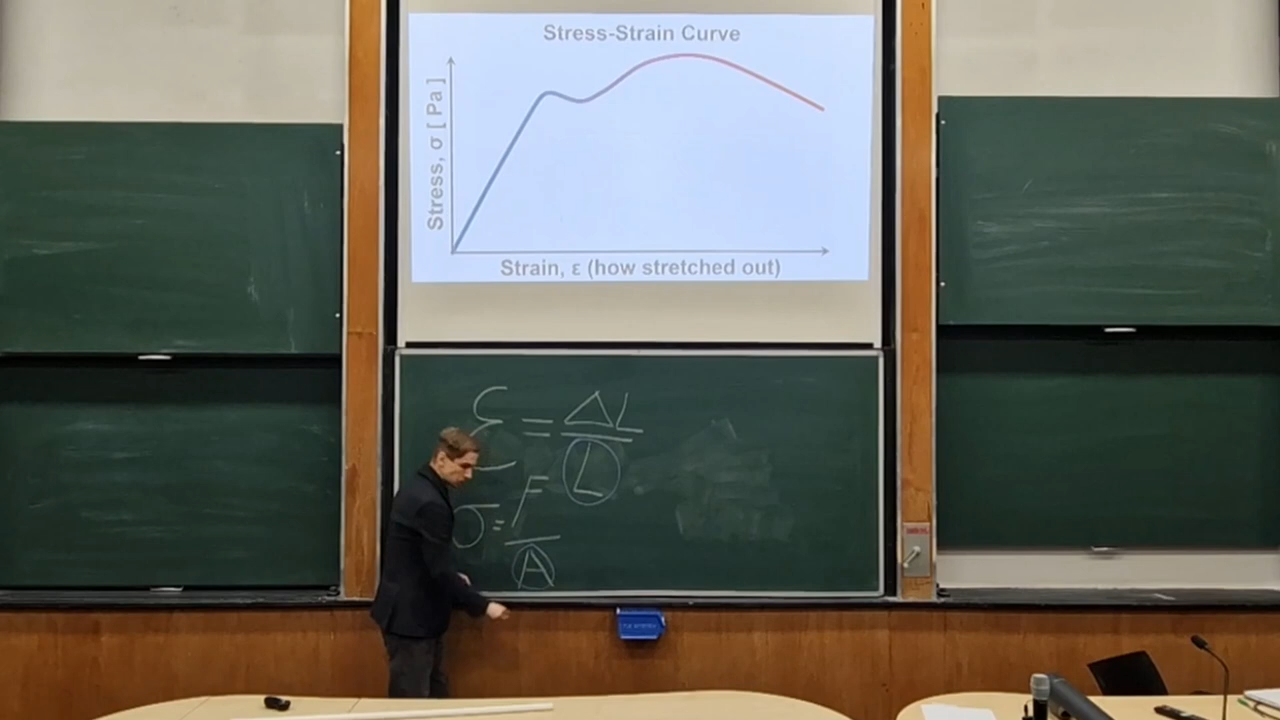 Stress-Strain Curve
Stress, σ [ Pa ]
Strain, ε (how stretched out)
ε = ΔL
L
σ = F
A